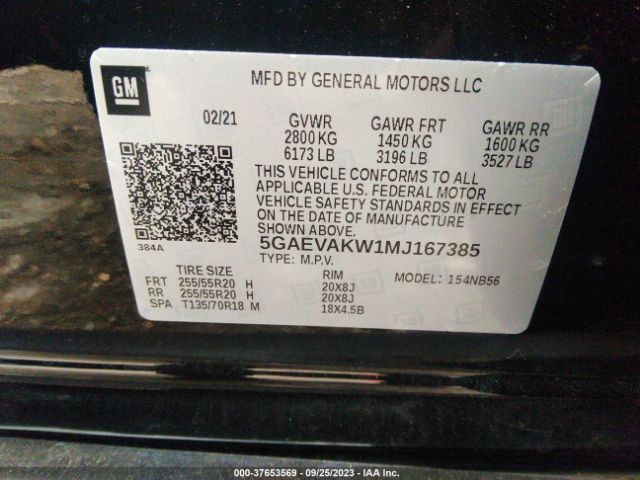 GM
MFD BY GENERAL MOTORS LLC
02/21 GVWR GAWR FRT GAWR RR
2800 KG 1450 KG 1600 KG
6173 LB 3196 LB 3527 LB
THIS VEHICLE CONFORMS TO ALL
APPLICABLE U.S. FEDERAL MOTOR
VEHICLE SAFETY STANDARDS IN EFFECT
ON THE DATE OF MANUFACTURE
SHOWN ABOVE.
384A
5GAEVAKW1MJ167385
TYPE: M.P.V. MODEL: 154NB56
TIRE SIZE RIM
FRT 255/55R20 H 20X8J
RR 255/55R20 H 20X8J
SPA T135/70R18 M 18X4.5B
000-37653569 - 09/25/2023 - IAA Inc.